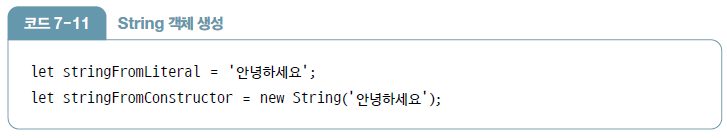 코드 7-11 String 객체 생성
let stringFromLiteral = '안녕하세요';
let stringFromConstructor = new String('안녕하세요');